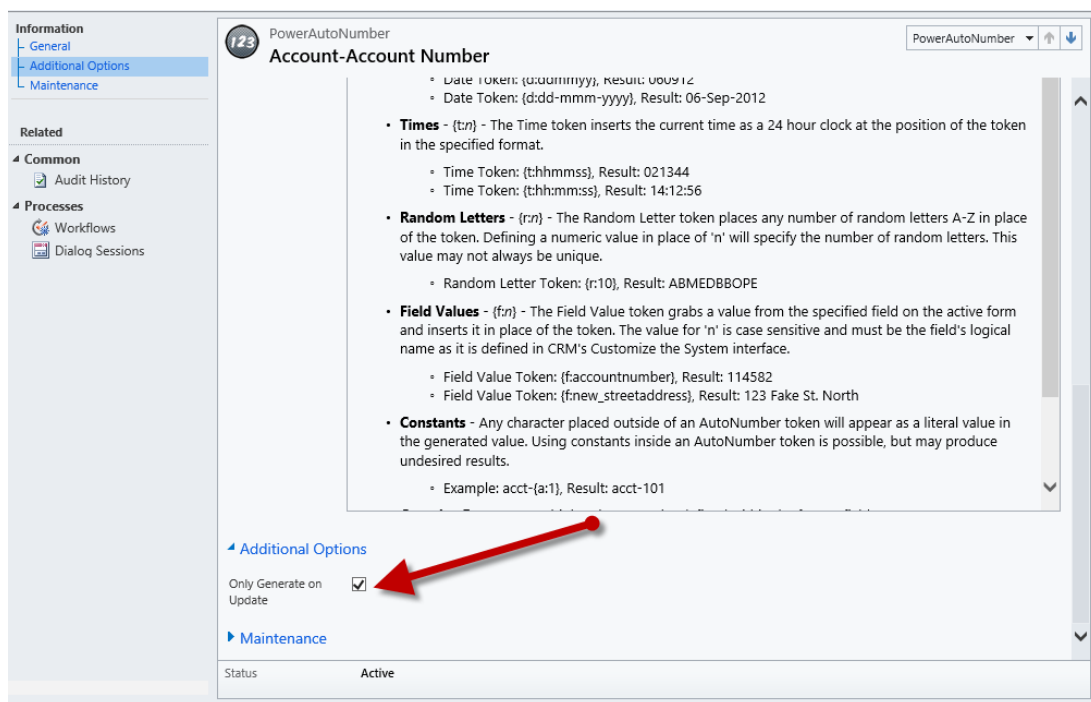 Information
General
Additional Options
Maintenance
Related
Common
Audit History
Processes
Workflows
Dialog Sessions
123
PowerAutoNumber
Account-Account Number
PowerAutoNumber
Date Token: {d:ddmmyy}, Result: 060912
Date Token: {d:dd-mmm-yyyy}, Result: 06-Sep-2012
• Times - {t:n} - The Time token inserts the current time as a 24 hour clock at the position of the token
in the specified format.
Time Token: {t:hhmmss}, Result: 021344
Time Token: {t:hh:mm:ss}, Result: 14:12:56
• Random Letters - {r:n} - The Random Letter token places any number of random letters A-Z in place
of the token. Defining a numeric value in place of 'n' will specify the number of random letters. This
value may not always be unique.
Random Letter Token: {r:10}, Result: ABMEDBBOPE
• Field Values - {f:n} - The Field Value token grabs a value from the specified field on the active form
and inserts it in place of the token. The value for 'n' is case sensitive and must be the field's logical
name as it is defined in CRM's Customize the System interface.
Field Value Token: {f:accountnumber}, Result: 114582
Field Value Token: {f:new_streetaddress}, Result: 123 Fake St. North
• Constants - Any character placed outside of an AutoNumber token will appear as a literal value in
the generated value. Using constants inside an AutoNumber token is possible, but may produce
undesired results.
Example: acct-{a:1}, Result: acct-101
Additional Options
Only Generate on
Update
Maintenance
Status Active